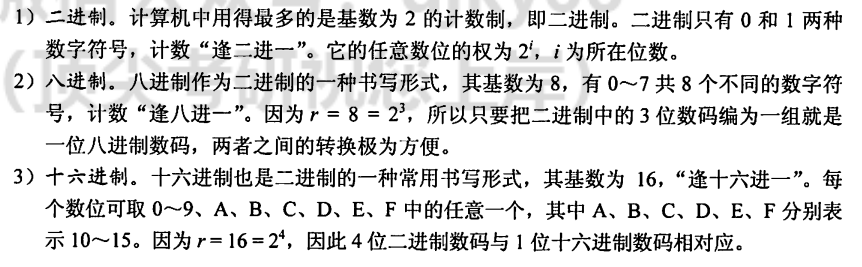 1）二进制。计算机中用得最多的是基数为 2 的计数制，即二进制。二进制只有 0 和 1 两种
数字符号，计数“逢二进一”。它的任意数位的权为 2ⁱ，i 为所在位数。
2）八进制。八进制作为二进制的一种书写形式，其基数为 8，有 0～7 共 8 个不同的数字符
号，计数“逢八进一”。因为 r = 8 = 2³，所以只要把二进制中的 3 位数码编为一组就是
一位八进制数码，两者之间的转换极为方便。
3）十六进制。十六进制也是二进制的一种常用书写形式，其基数为 16，“逢十六进一”。每
个数位可取 0～9、A、B、C、D、E、F 中的任意一个，其中 A、B、C、D、E、F 分别表
示 10～15。因为 r = 16 = 2⁴，因此 4 位二进制数码与 1 位十六进制数码相对应。